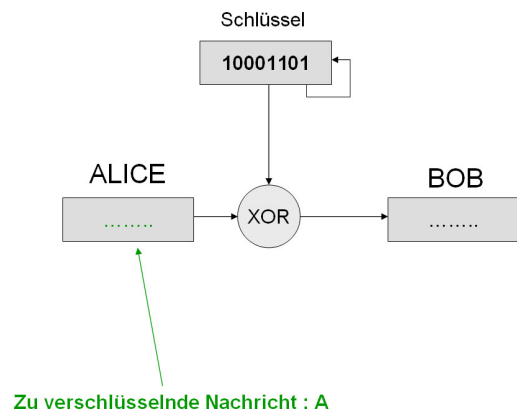 Schlüssel
10001101
ALICE
BOB
........
XOR
........
Zu verschlüsselnde Nachricht : A